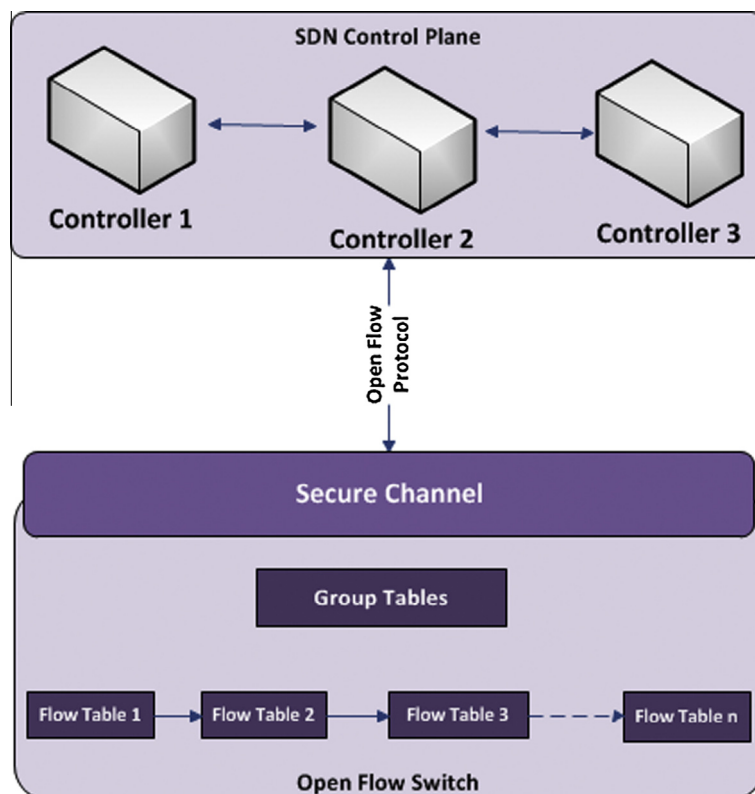 SDN Control Plane
Controller 1
Controller 2
Controller 3
Open Flow
Protocol
Secure Channel
Group Tables
Flow Table 1
Flow Table 2
Flow Table 3
Flow Table n
Open Flow Switch